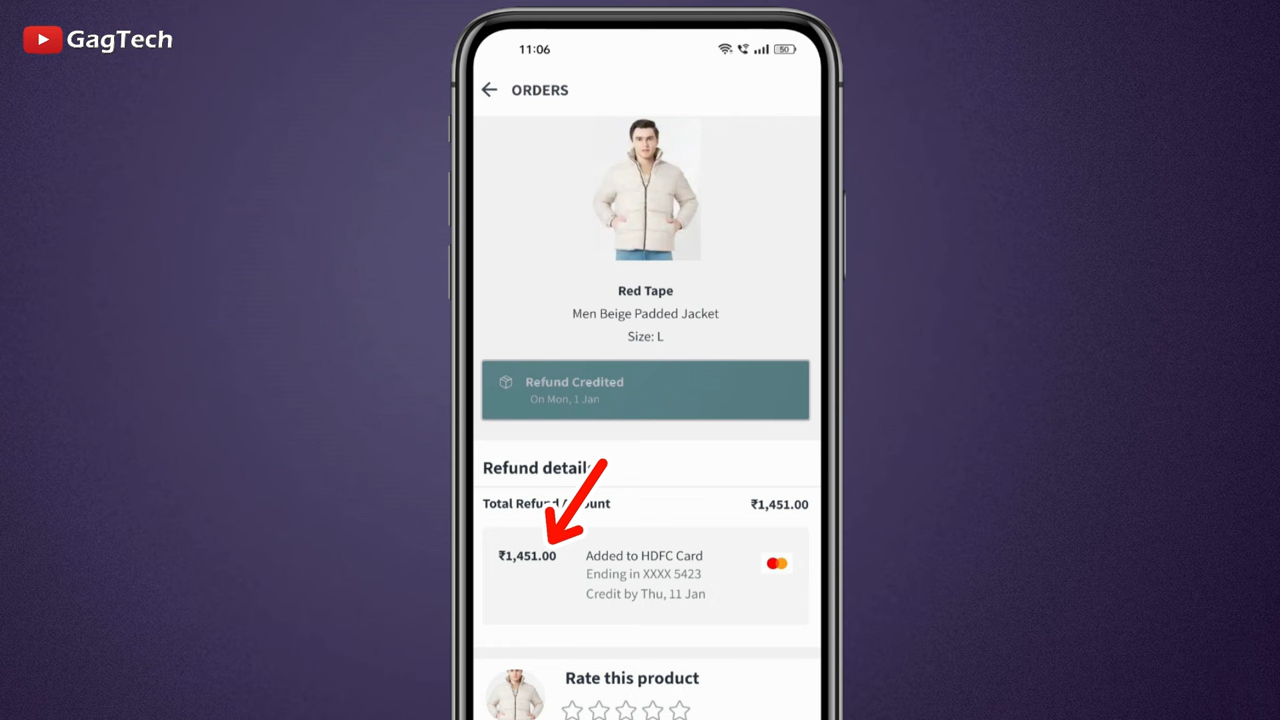 GagTech
11:06
50
ORDERS
Red Tape
Men Beige Padded Jacket
Size: L
Refund Credited
On Mon, 1 Jan
Refund detail
Total Refund Amount ₹1,451.00
₹1,451.00 Added to HDFC Card
Ending in XXXX 5423
Credit by Thu, 11 Jan
Rate this product